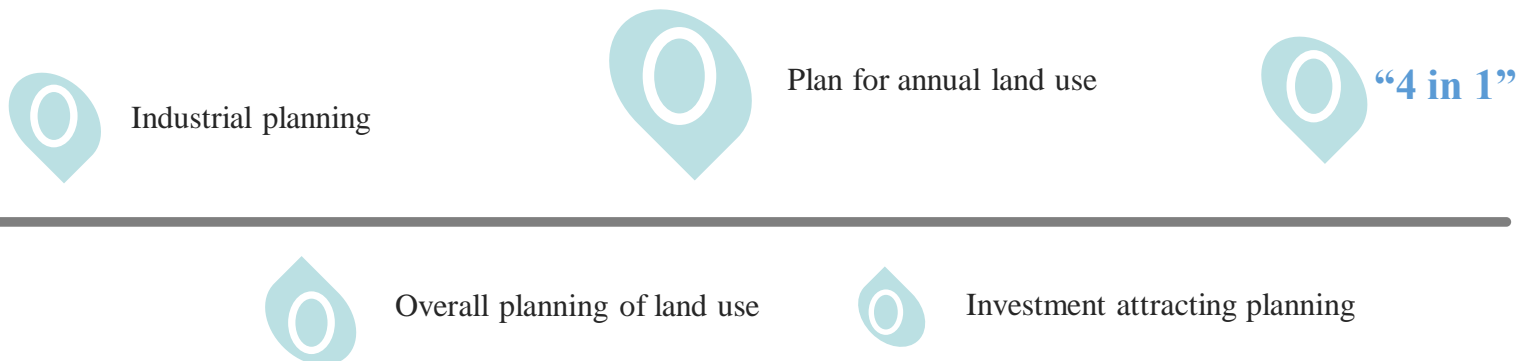 Industrial planning
Plan for annual land use
“4 in 1”
Overall planning of land use
Investment attracting planning